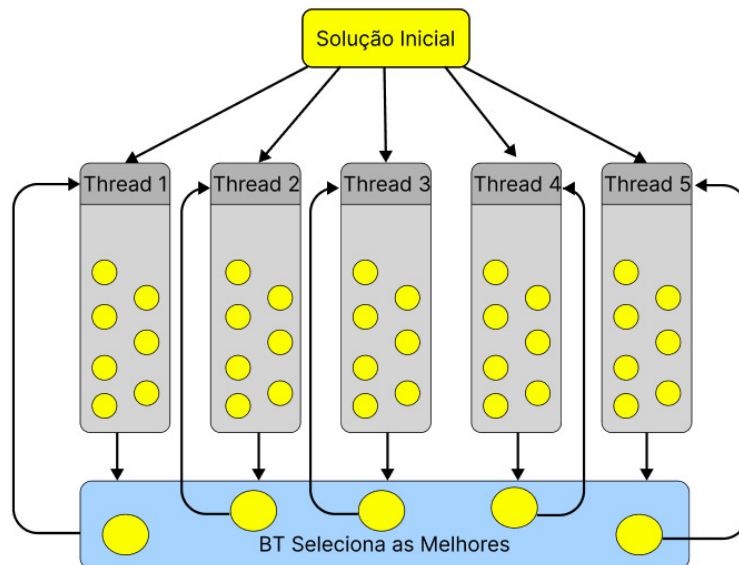 Solução Inicial
Thread 1
Thread 2
Thread 3
Thread 4
Thread 5
BT Seleciona as Melhores